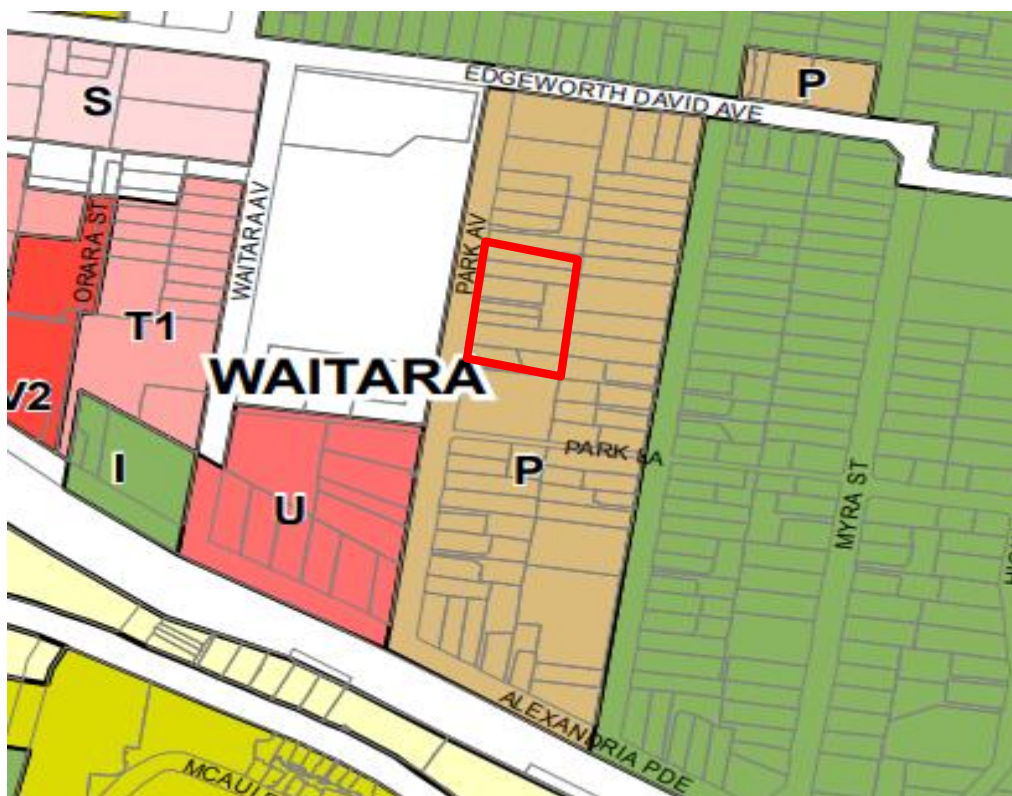 EDGEWORTH DAVID AVE
P
S
ORARA ST
WAITARA AV
PARK AV
T1
WAITARA
V2
I
U
P
PARK LA
MYRA ST
ALEXANDRIA PDE